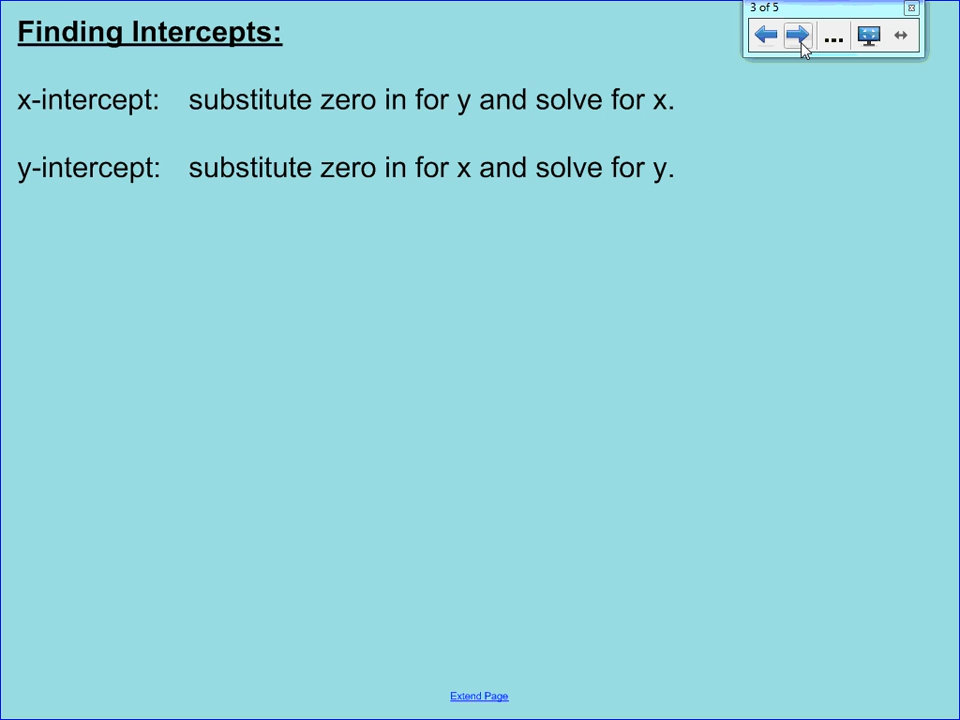 3 of 5
Finding Intercepts:
...
x-intercept: substitute zero in for y and solve for x.
y-intercept: substitute zero in for x and solve for y.
Extend Page